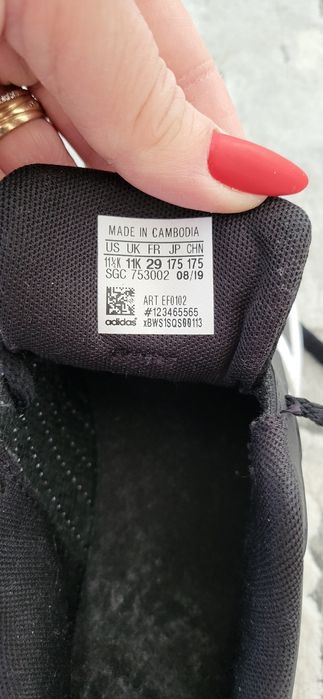 MADE IN CAMBODIA
US UK FR JP CHN
11½K 11K 29 175 175
SGC 753002 08/19
ART EF0102
#123465565
adidas xBWS1SQS00113